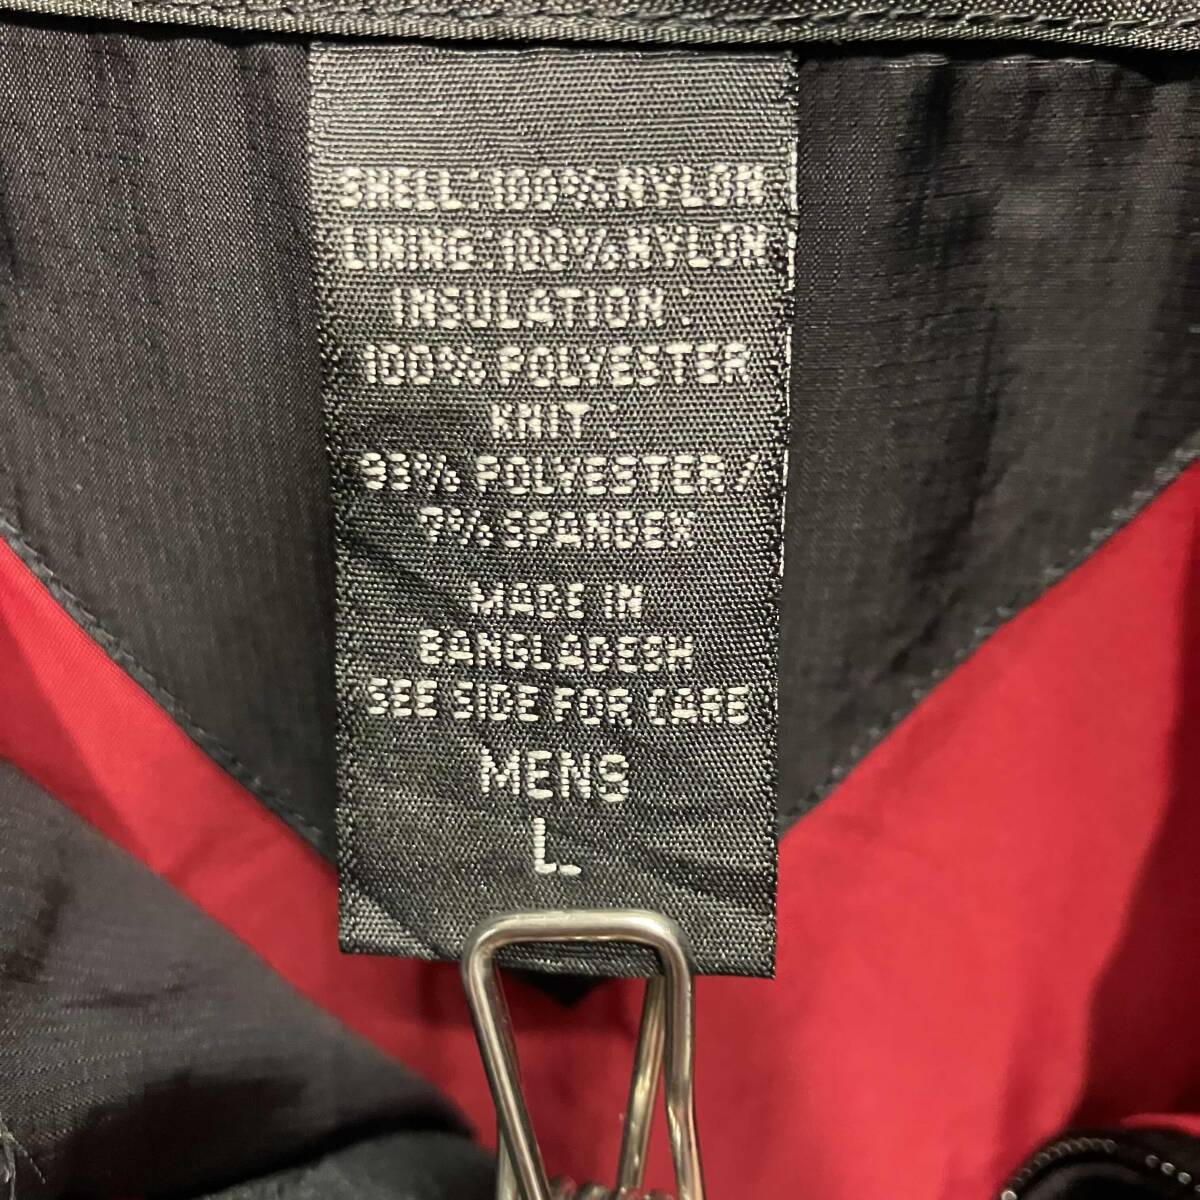 SHELL: 100% NYLON
LINING 100% NYLON
INSULATION :
100% POLYESTER
KNIT :
93% POLYESTER/
7% SPANDEX
MADE IN
BANGLADESH
SEE SIDE FOR CARE
MENS
L